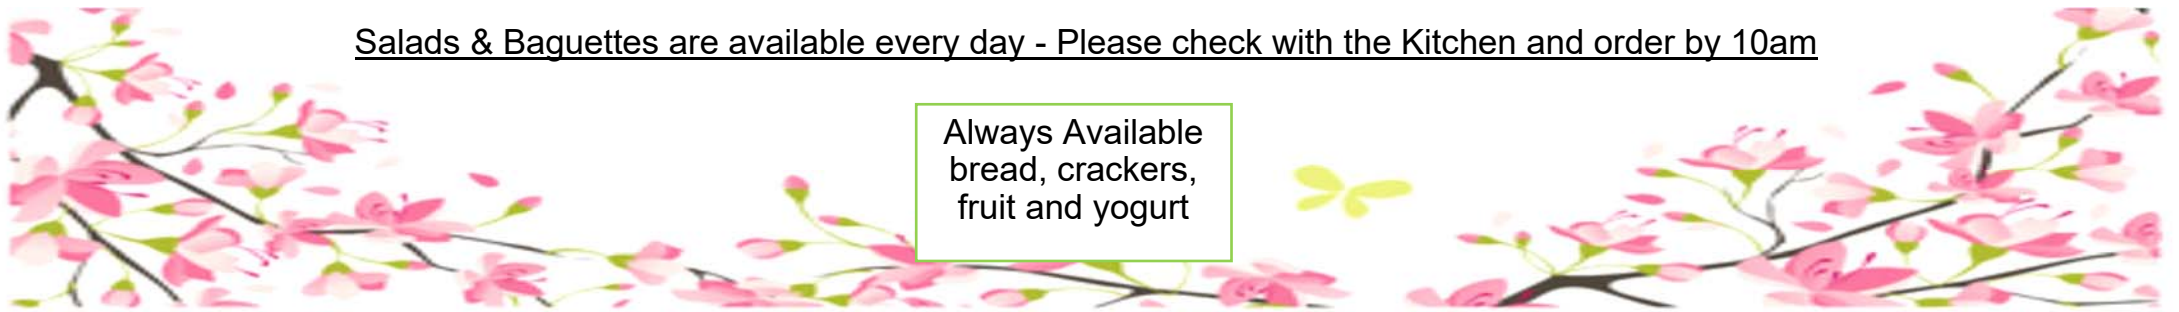 Salads & Baguettes are available every day - Please check with the Kitchen and order by 10am
Always Available
bread, crackers,
fruit and yogurt